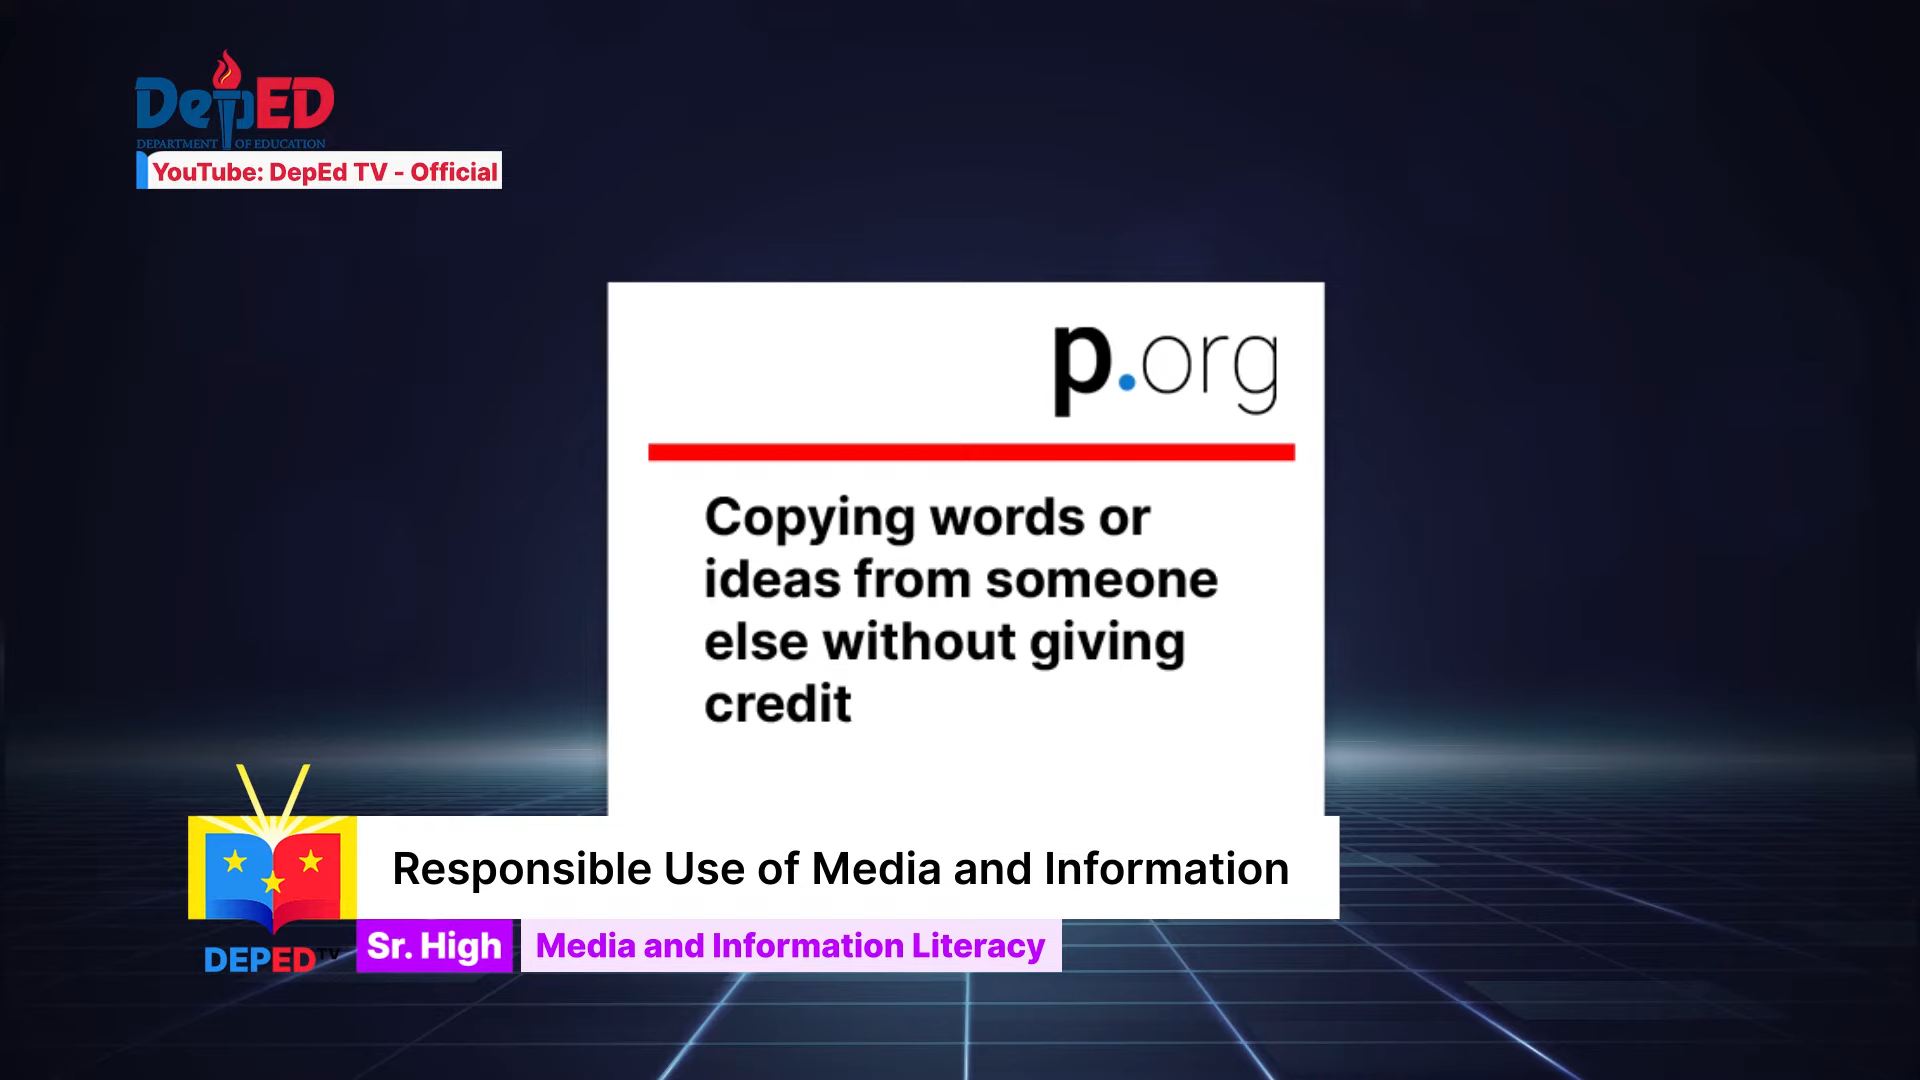 DepED
DEPARTMENT OF EDUCATION
YouTube: DepEd TV - Official
p.org
Copying words or
ideas from someone
else without giving
credit
Responsible Use of Media and Information
DEPED TV
Sr. High
Media and Information Literacy